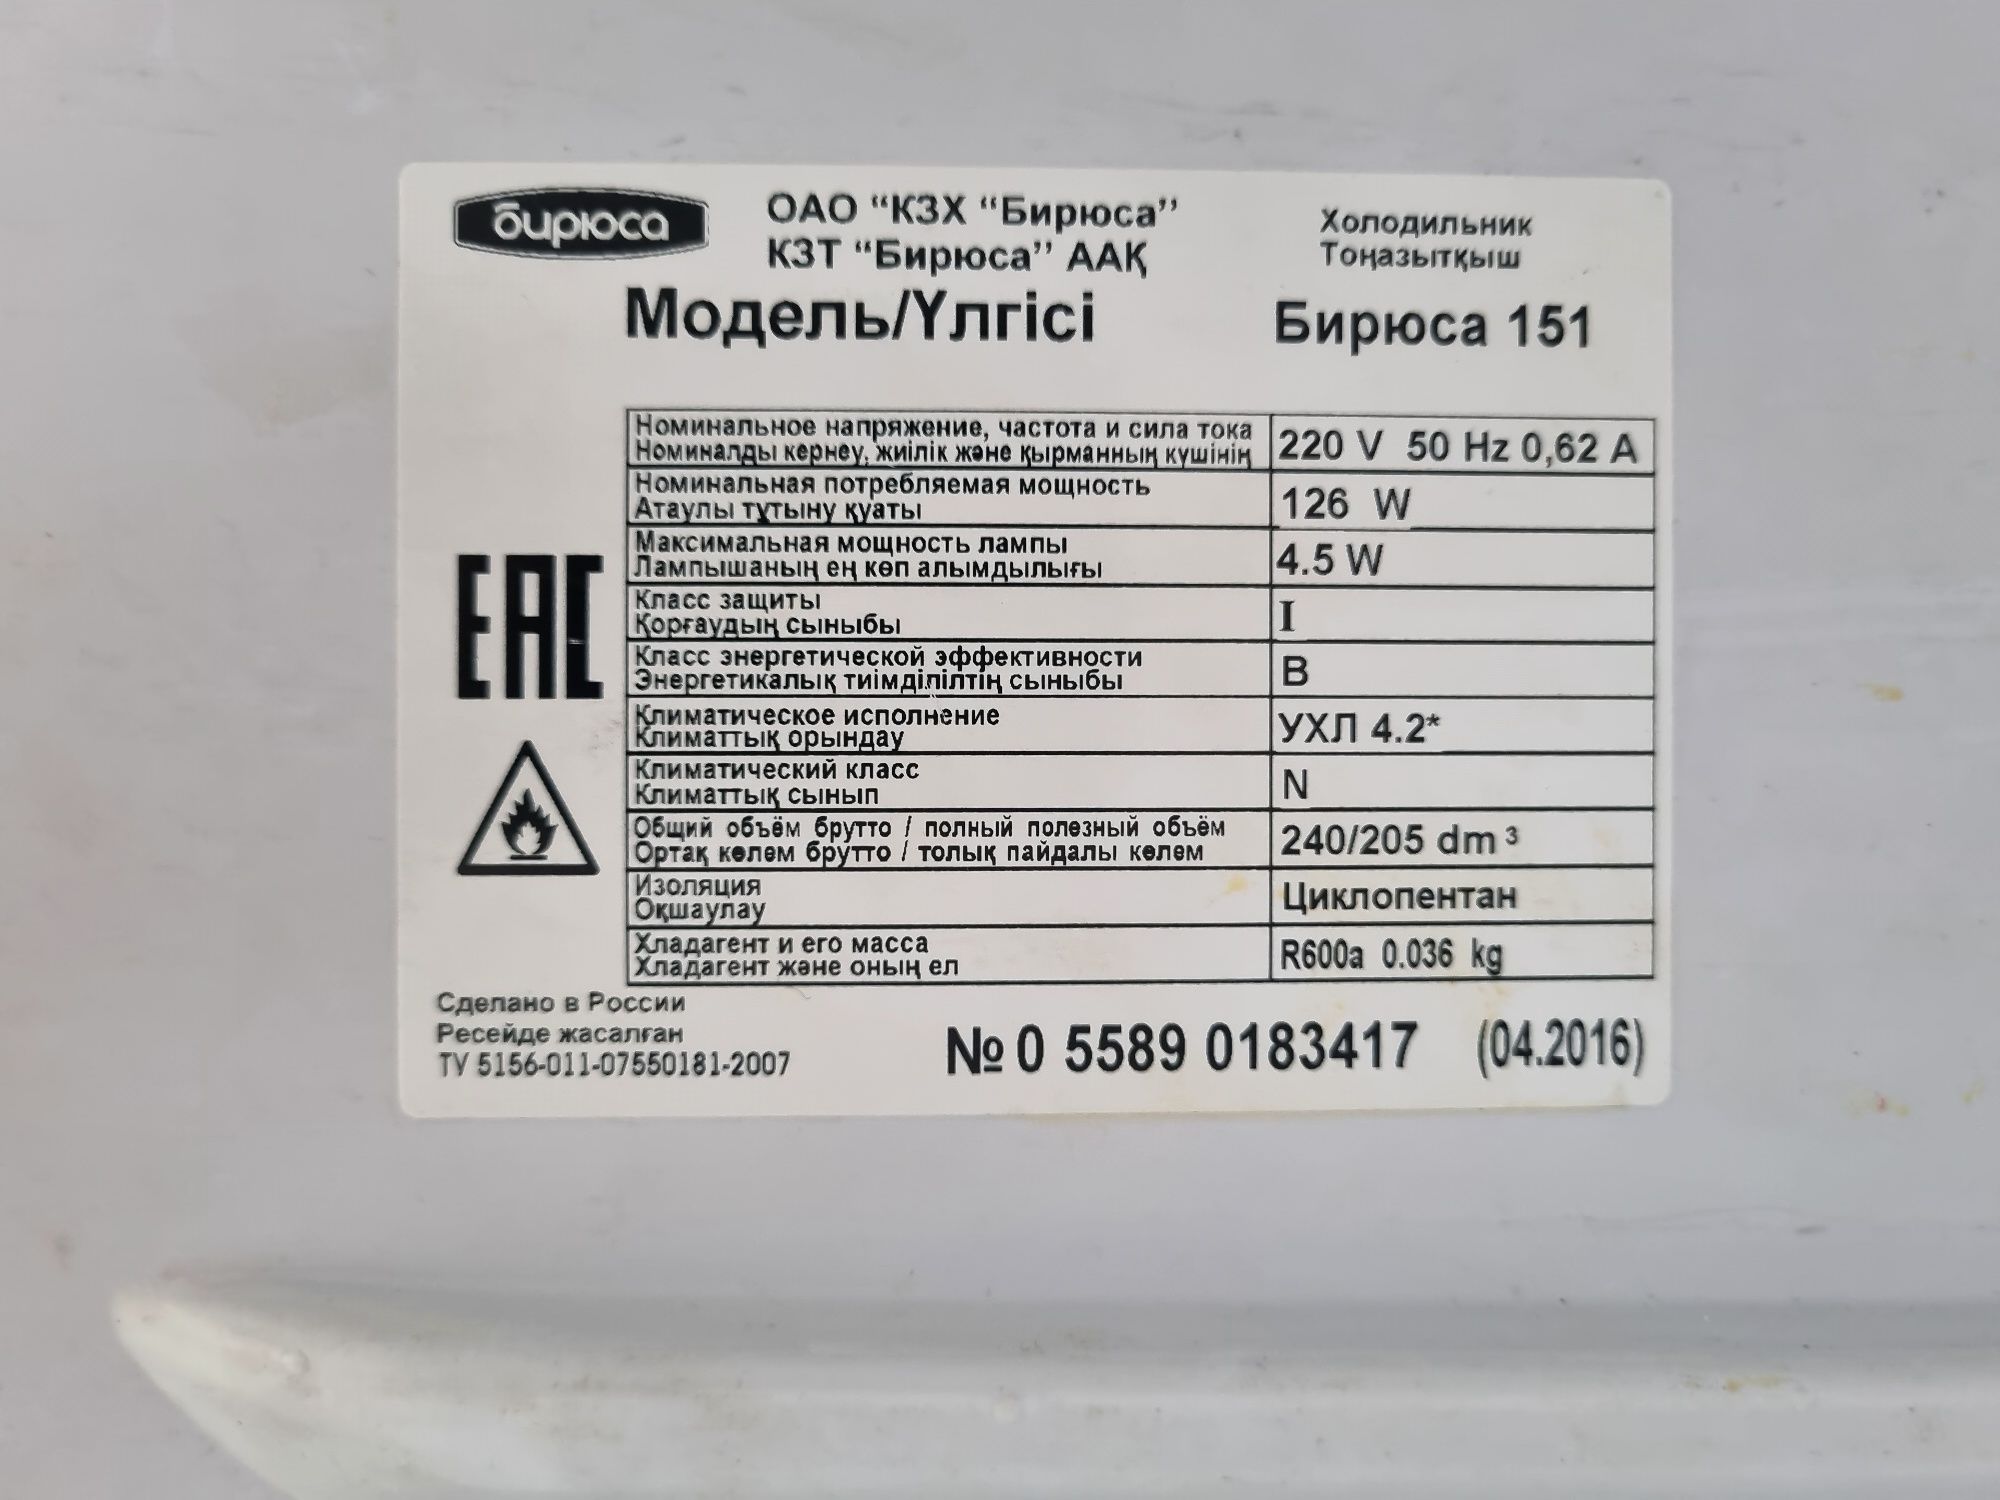 бирюса
ОАО “КЗХ “Бирюса”
КЗТ “Бирюса” ААҚ
Холодильник
Тоңазытқыш
Модель/Үлгісі Бирюса 151
Номинальное напряжение, частота и сила тока
Номиналды кернеу, жиілік және қырманның күшінің
220 V 50 Hz 0,62 A
Номинальная потребляемая мощность
Атаулы тұтыну қуаты
126 W
Максимальная мощность лампы
Лампышаның ең көп алымдылығы
4.5 W
Класс защиты
Қорғаудың сыныбы
I
Класс энергетической эффективности
Энергетикалық тиімділілтің сыныбы
B
Климатическое исполнение
Климаттық орындау
УХЛ 4.2*
Климатический класс
Климаттық сынып
N
Общий объём брутто / полный полезный объём
Ортақ көлем брутто / толық пайдалы көлем
240/205 dm³
Изоляция
Оқшаулау
Циклопентан
Хладагент и его масса
Хладагент және оның ел
R600a 0.036 kg
EAC
Сделано в России
Ресейде жасалған
ТУ 5156-011-07550181-2007
№ 0 5589 0183417 (04.2016)